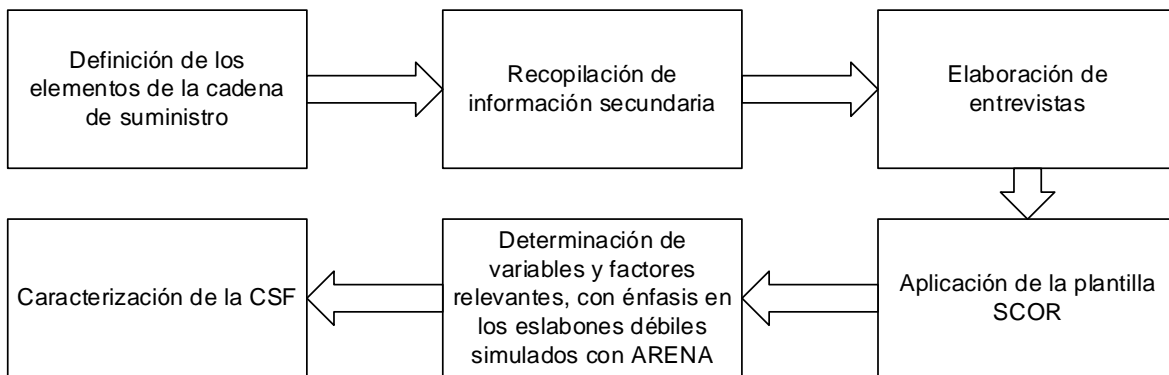 Definición de los
elementos de la cadena
de suministro
Recopilación de
información secundaria
Elaboración de
entrevistas
Aplicación de la plantilla
SCOR
Determinación de
variables y factores
relevantes, con énfasis en
los eslabones débiles
simulados con ARENA
Caracterización de la CSF